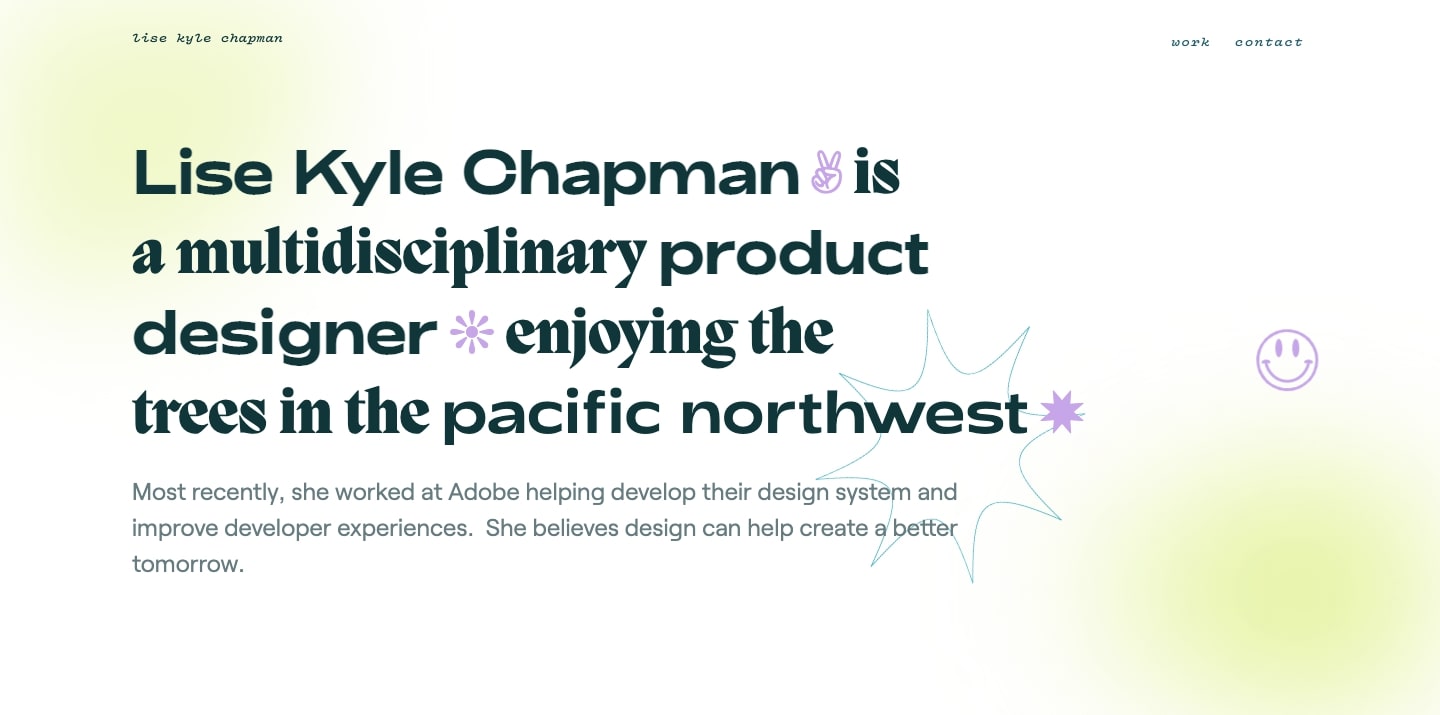 lise kyle chapman
work contact
Lise Kyle Chapman is
a multidisciplinary product
designer enjoying the
trees in the pacific northwest
Most recently, she worked at Adobe helping develop their design system and
improve developer experiences.  She believes design can help create a better
tomorrow.